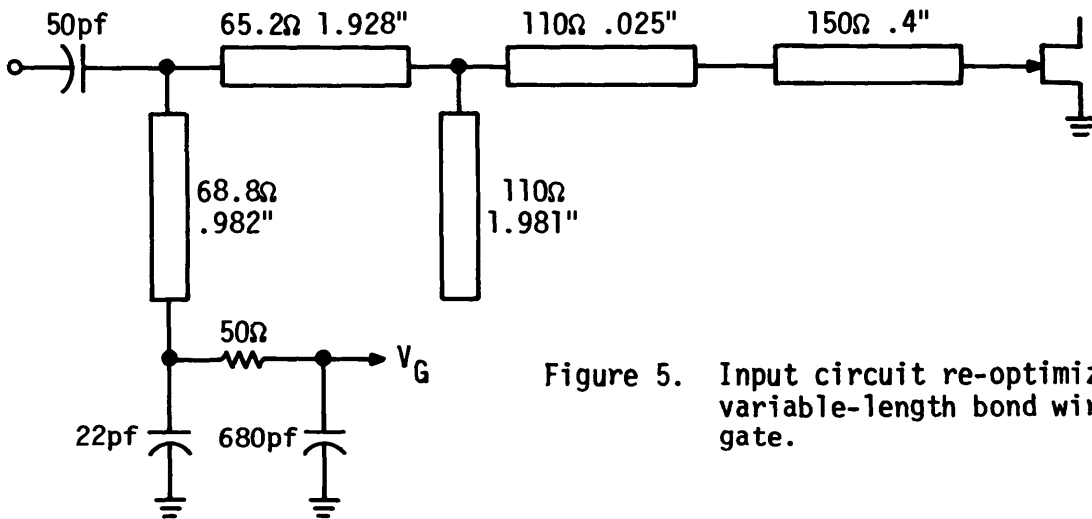 50pf
65.2Ω 1.928"
110Ω .025"
150Ω .4"
68.8Ω
.982"
110Ω
1.981"
50Ω
V_G
22pf
680pf
Figure 5. Input circuit re-optimiz
variable-length bond wir
gate.